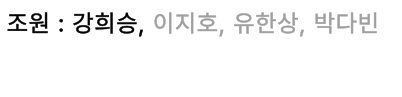 조원 : 강희승, 이지호, 유한상, 박다빈